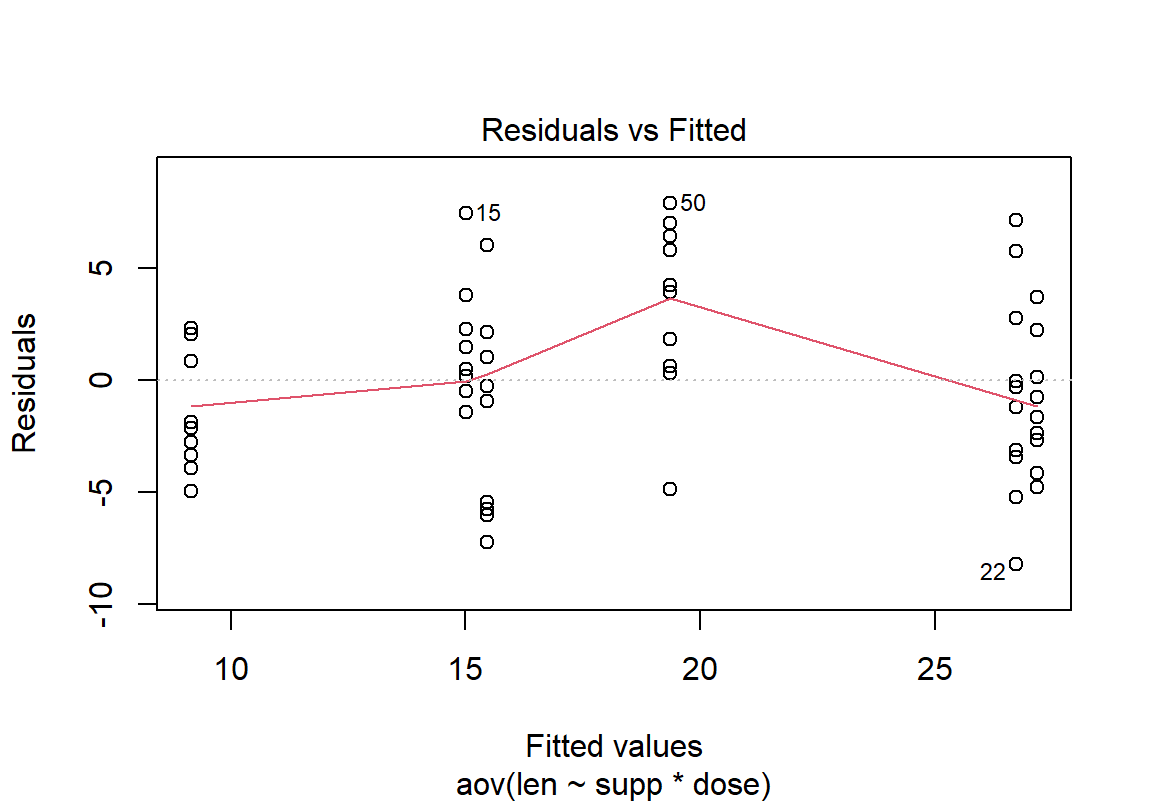 Residuals vs Fitted
Residuals
5
0
-5
-10
15
50
22
10
15
20
25
Fitted values
aov(len ~ supp * dose)